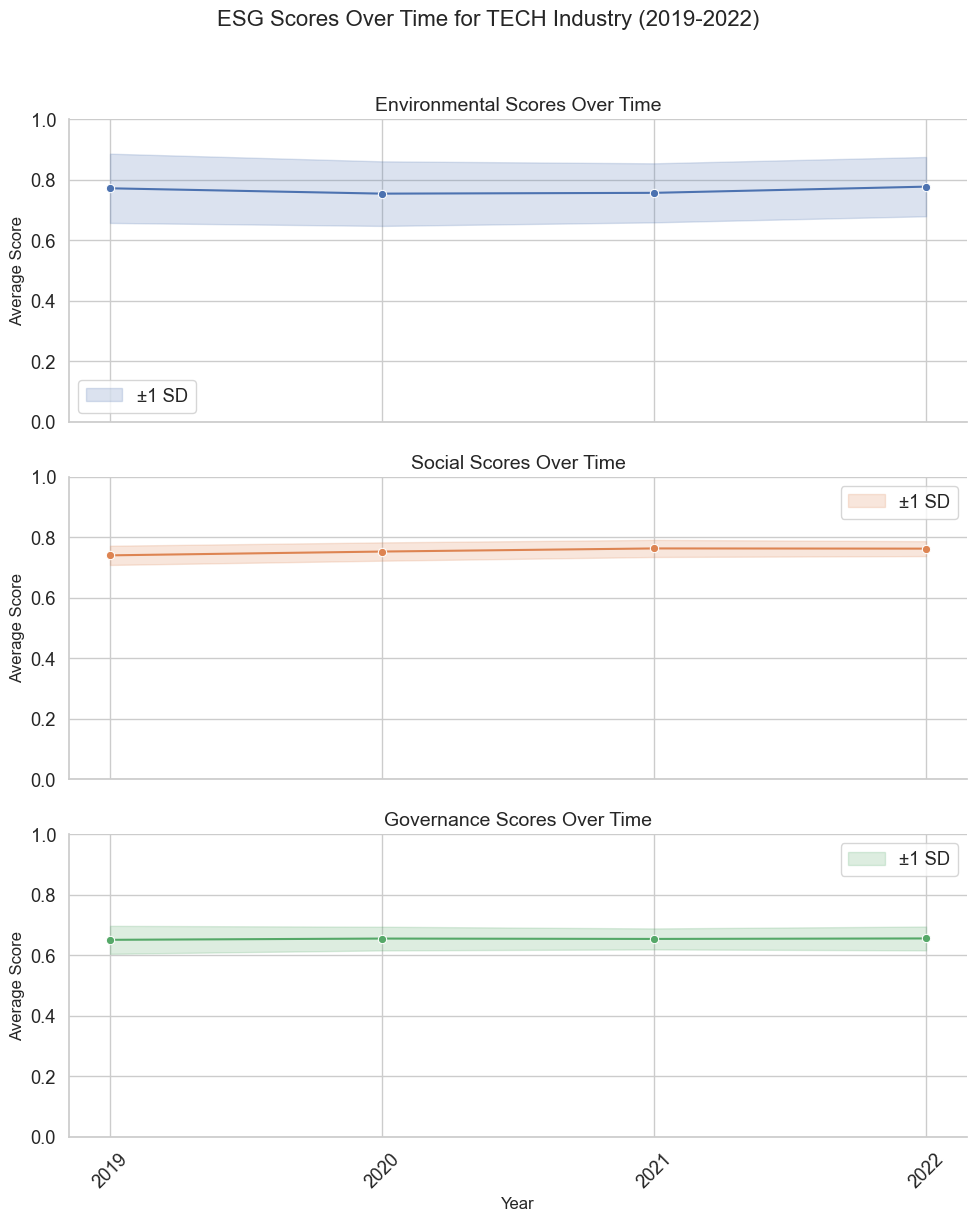 ESG Scores Over Time for TECH Industry (2019-2022)
Environmental Scores Over Time
Average Score
1.0
0.8
0.6
0.4
0.2
0.0
±1 SD
Social Scores Over Time
Average Score
1.0
0.8
0.6
0.4
0.2
0.0
±1 SD
Governance Scores Over Time
Average Score
1.0
0.8
0.6
0.4
0.2
0.0
±1 SD
2019
2020
2021
2022
Year